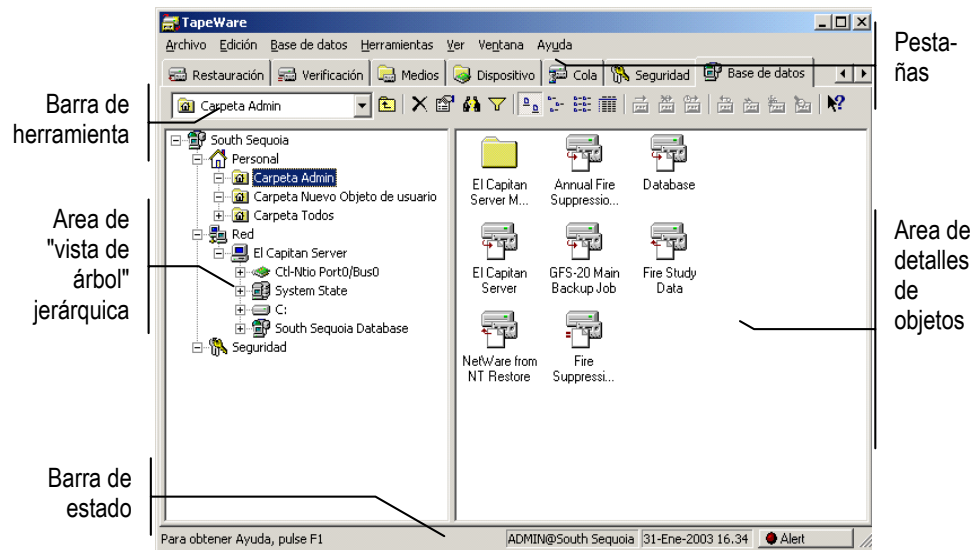 TapeWare
Archivo Edición Base de datos Herramientas Ver Ventana Ayuda
Restauración Verificación Medios Dispositivo Cola Seguridad Base de datos
Carpeta Admin
Pesta-
ñas
Barra de
herramienta
South Sequoia
Personal
Carpeta Admin
Carpeta Nuevo Objeto de usuario
Carpeta Todos
Red
El Capitan Server
Ctl-Ntio Port0/Bus0
System State
C:
South Sequoia Database
Seguridad
Area de
"vista de
árbol"
jerárquica
El Capitan
Server M...
Annual Fire
Suppressio...
Database
El Capitan
Server
GFS-20 Main
Backup Job
Fire Study
Data
NetWare from
NT Restore
Fire
Suppressi...
Area de
detalles
de
objetos
Barra de
estado
Para obtener Ayuda, pulse F1
ADMIN@South Sequoia
31-Ene-2003 16.34
Alert